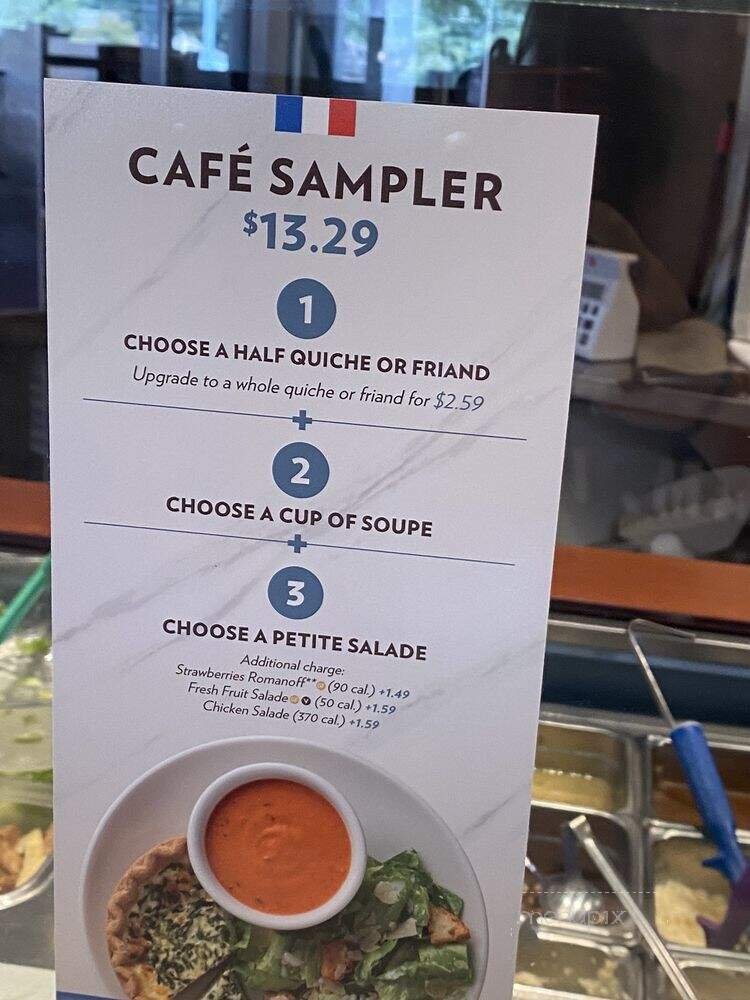 CAFÉ SAMPLER
$13.29
1
CHOOSE A HALF QUICHE OR FRIAND
Upgrade to a whole quiche or friand for $2.59
+
2
CHOOSE A CUP OF SOUPE
+
3
CHOOSE A PETITE SALADE
Additional charge:
Strawberries Romanoff** (90 cal.) +1.49
Fresh Fruit Salade V (50 cal.) +1.59
Chicken Salade (370 cal.) +1.59